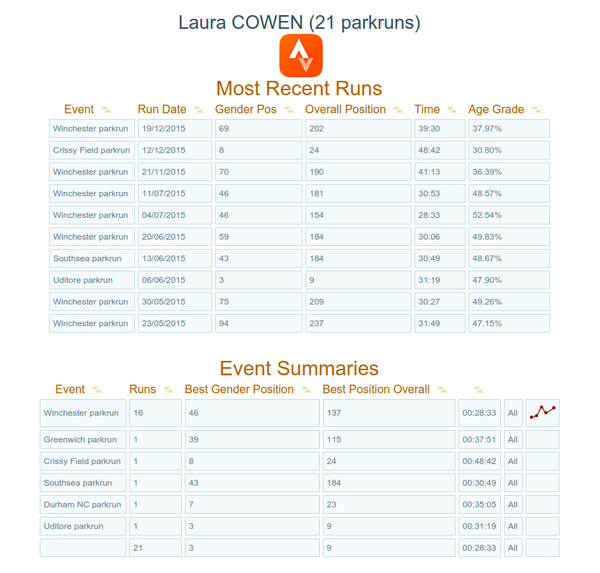 Laura COWEN (21 parkruns)
Most Recent Runs
Event Run Date Gender Pos Overall Position Time Age Grade
Winchester parkrun 19/12/2015 69 202 39:30 37.97%
Crissy Field parkrun 12/12/2015 8 24 48:42 30.80%
Winchester parkrun 21/11/2015 70 190 41:13 36.39%
Winchester parkrun 11/07/2015 46 181 30:53 48.57%
Winchester parkrun 04/07/2015 46 154 28:33 52.54%
Winchester parkrun 20/06/2015 59 184 30:06 49.83%
Southsea parkrun 13/06/2015 43 184 30:49 48.67%
Uditore parkrun 06/06/2015 3 9 31:19 47.90%
Winchester parkrun 30/05/2015 75 209 30:27 49.26%
Winchester parkrun 23/05/2015 94 237 31:49 47.15%
Event Summaries
Event Runs Best Gender Position Best Position Overall
Winchester parkrun 16 46 137 00:28:33 All
Greenwich parkrun 1 39 115 00:37:51 All
Crissy Field parkrun 1 8 24 00:48:42 All
Southsea parkrun 1 43 184 00:30:49 All
Durham NC parkrun 1 7 23 00:35:05 All
Uditore parkrun 1 3 9 00:31:19 All
21 3 9 00:28:33 All